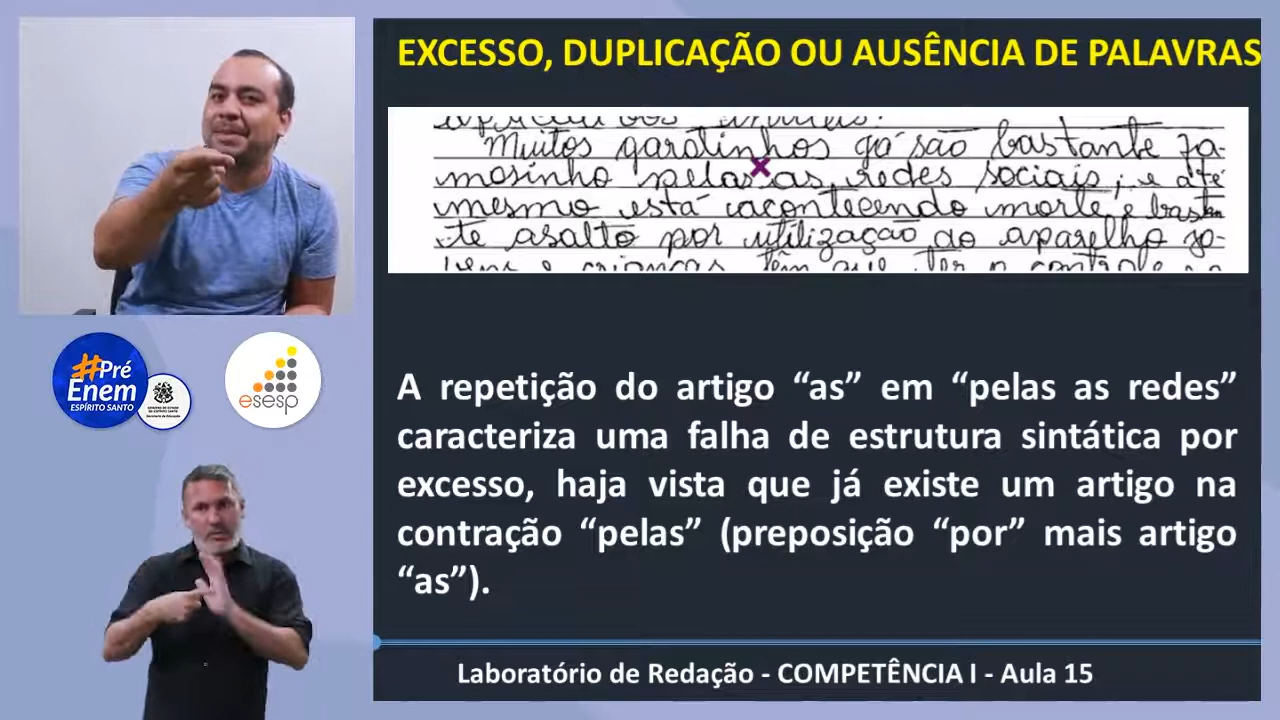 EXCESSO, DUPLICAÇÃO OU AUSÊNCIA DE PALAVRAS
Muitos garotinhos já são bastante fa-
mosinho pelas as redes sociais, e até
mesmo está acontecendo morte, e bastan
te asalto por utilização do aparelho jo-
A repetição do artigo “as” em “pelas as redes”
caracteriza uma falha de estrutura sintática por
excesso, haja vista que já existe um artigo na
contração “pelas” (preposição “por” mais artigo
“as”).
Laboratório de Redação - COMPETÊNCIA I - Aula 15
#Pré
Enem
ESPÍRITO SANTO
esesp